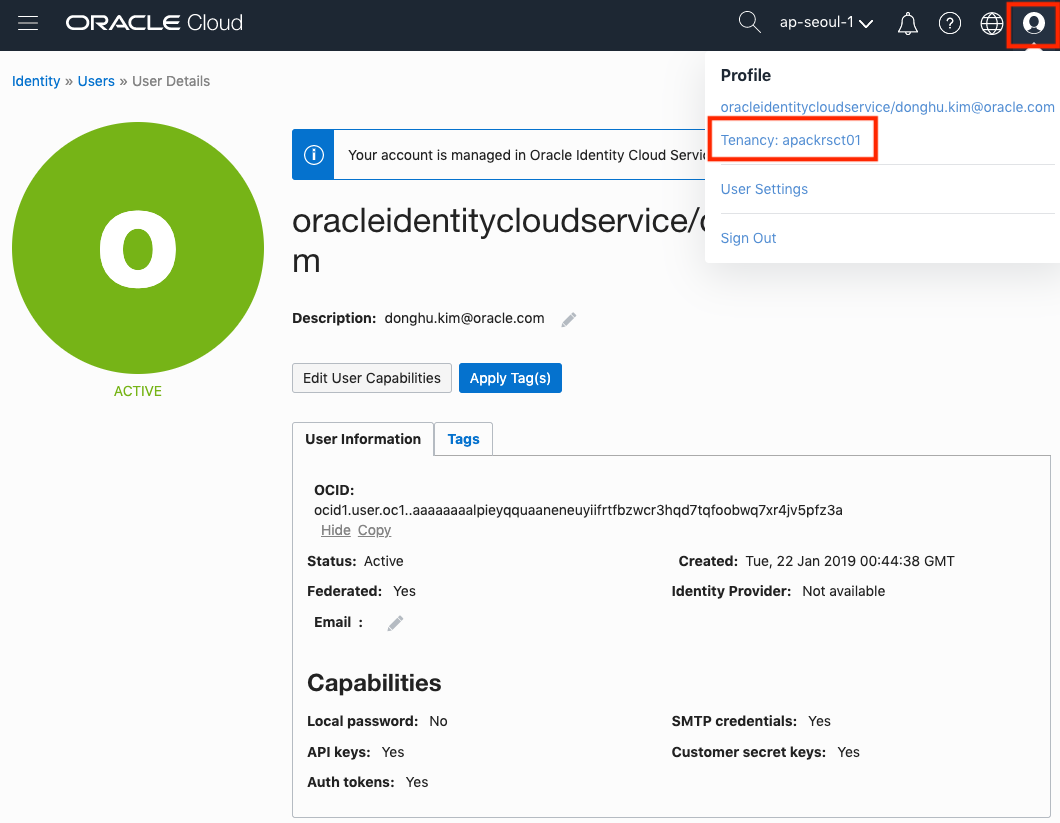 ORACLE Cloud
ap-seoul-1
Identity » Users » User Details
Profile
oracleidentitycloudservice/donghu.kim@oracle.com
Tenancy: apackrsct01
User Settings
Sign Out
O
ACTIVE
Your account is managed in Oracle Identity Cloud
oracleidentitycloudservice/
m
Description: donghu.kim@oracle.com
Edit User Capabilities
Apply Tag(s)
User Information
Tags
OCID:
ocid1.user.oc1..aaaaaaaalpieyqquaaneneuyiifrtfbzwcr3hqd7tqfoobwq7xr4jv5pfz3a
Hide Copy
Status: Active
Created: Tue, 22 Jan 2019 00:44:38 GMT
Federated: Yes
Identity Provider: Not available
Email :
Capabilities
Local password: No
SMTP credentials: Yes
API keys: Yes
Customer secret keys: Yes
Auth tokens: Yes